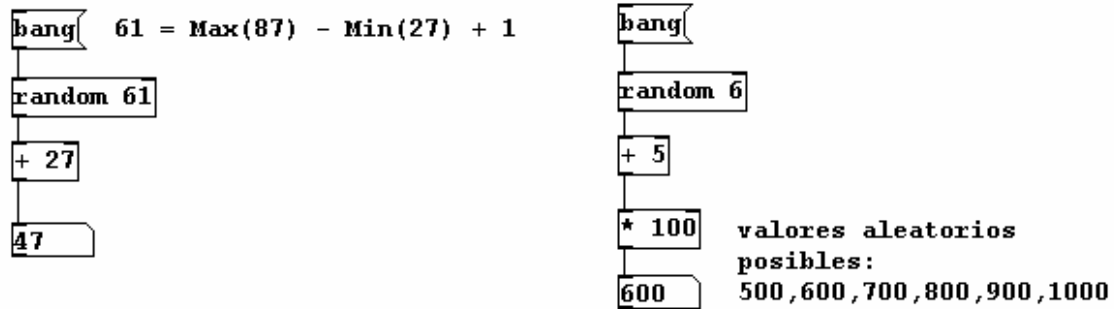 bang
61 = Max(87) - Min(27) + 1
random 61
+ 27
47
bang
random 6
+ 5
* 100
600
valores aleatorios
posibles:
500,600,700,800,900,1000